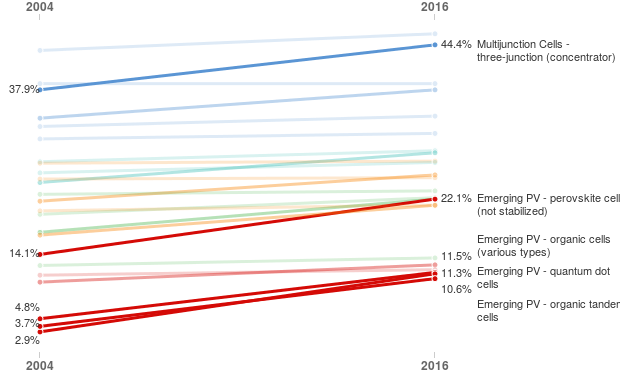 2004 2016
44.4% Multijunction Cells -
three-junction (concentrator)
37.9%
22.1% Emerging PV - perovskite cell
(not stabilized)
Emerging PV - organic cells
(various types)
14.1%
11.5%
11.3% Emerging PV - quantum dot
cells
10.6%
Emerging PV - organic tander
cells
4.8%
3.7%
2.9%
2004 2016